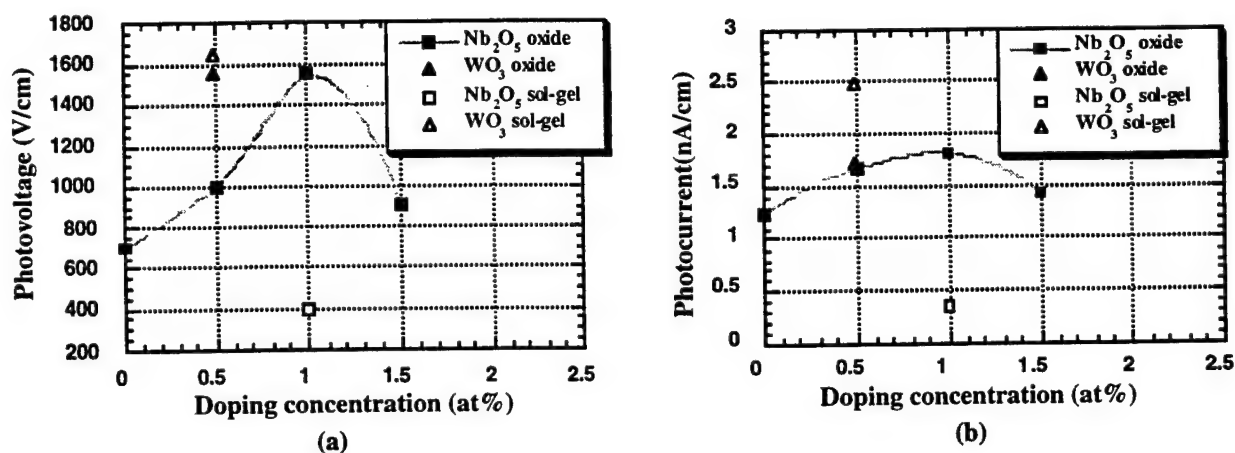 1800
1600
1400
1200
1000
800
600
400
200
Photovoltage (V/cm)
Nb₂O₅ oxide
WO₃ oxide
Nb₂O₅ sol-gel
WO₃ sol-gel
0 0.5 1 1.5 2 2.5
Doping concentration (at%)
(a)
3
2.5
2
1.5
1
0.5
0
Photocurrent(nA/cm)
Nb₂O₅ oxide
WO₃ oxide
Nb₂O₅ sol-gel
WO₃ sol-gel
0 0.5 1 1.5 2 2.5
Doping concentration (at%)
(b)